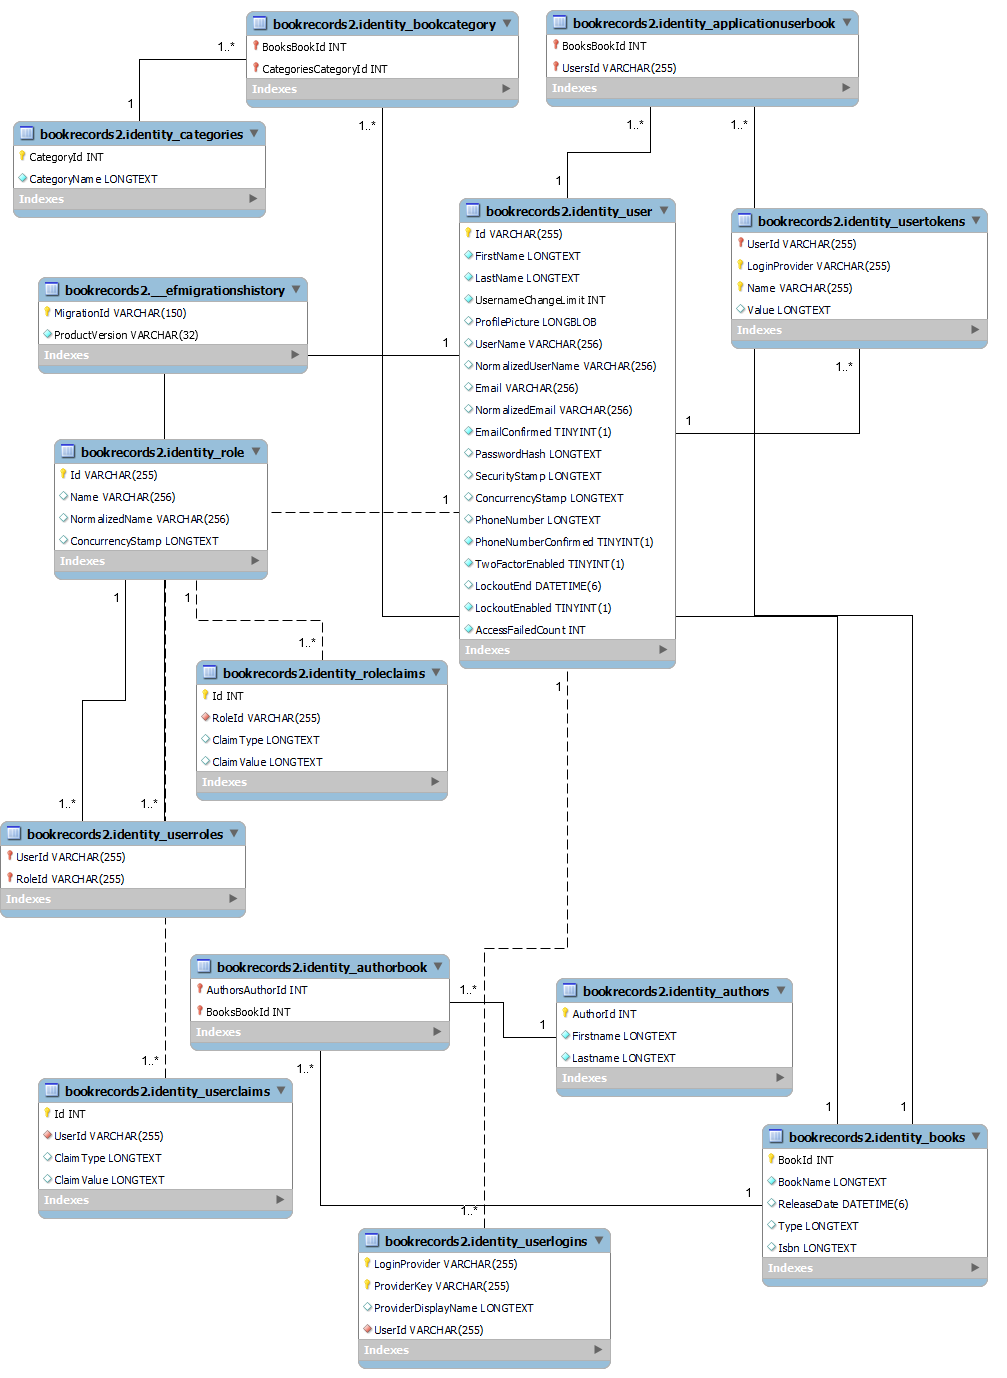 bookrecords2.identity_bookcategory
BooksBookId INT
CategoriesCategoryId INT
Indexes
bookrecords2.identity_applicationuserbook
BooksBookId INT
UsersId VARCHAR(255)
Indexes
1..*
1
1..*
1..*
1..*
1
bookrecords2.identity_categories
CategoryId INT
CategoryName LONGTEXT
Indexes
bookrecords2.identity_user
Id VARCHAR(255)
FirstName LONGTEXT
LastName LONGTEXT
UsernameChangeLimit INT
ProfilePicture LONGBLOB
UserName VARCHAR(256)
NormalizedUserName VARCHAR(256)
Email VARCHAR(256)
NormalizedEmail VARCHAR(256)
EmailConfirmed TINYINT(1)
PasswordHash LONGTEXT
SecurityStamp LONGTEXT
ConcurrencyStamp LONGTEXT
PhoneNumber LONGTEXT
PhoneNumberConfirmed TINYINT(1)
TwoFactorEnabled TINYINT(1)
LockoutEnd DATETIME(6)
LockoutEnabled TINYINT(1)
AccessFailedCount INT
Indexes
bookrecords2.identity_usertokens
UserId VARCHAR(255)
LoginProvider VARCHAR(255)
Name VARCHAR(255)
Value LONGTEXT
Indexes
1..*
1
bookrecords2.__efmigrationshistory
MigrationId VARCHAR(150)
ProductVersion VARCHAR(32)
Indexes
1
bookrecords2.identity_role
Id VARCHAR(255)
Name VARCHAR(256)
NormalizedName VARCHAR(256)
ConcurrencyStamp LONGTEXT
Indexes
1
1
1
1..*
1
bookrecords2.identity_roleclaims
Id INT
RoleId VARCHAR(255)
ClaimType LONGTEXT
ClaimValue LONGTEXT
Indexes
1..*
1..*
bookrecords2.identity_userroles
UserId VARCHAR(255)
RoleId VARCHAR(255)
Indexes
bookrecords2.identity_authorbook
AuthorsAuthorId INT
BooksBookId INT
Indexes
1..*
1
bookrecords2.identity_authors
AuthorId INT
Firstname LONGTEXT
Lastname LONGTEXT
Indexes
1..*
1..*
bookrecords2.identity_userclaims
Id INT
UserId VARCHAR(255)
ClaimType LONGTEXT
ClaimValue LONGTEXT
Indexes
1
1
1
bookrecords2.identity_books
BookId INT
BookName LONGTEXT
ReleaseDate DATETIME(6)
Type LONGTEXT
Isbn LONGTEXT
Indexes
1..*
bookrecords2.identity_userlogins
LoginProvider VARCHAR(255)
ProviderKey VARCHAR(255)
ProviderDisplayName LONGTEXT
UserId VARCHAR(255)
Indexes